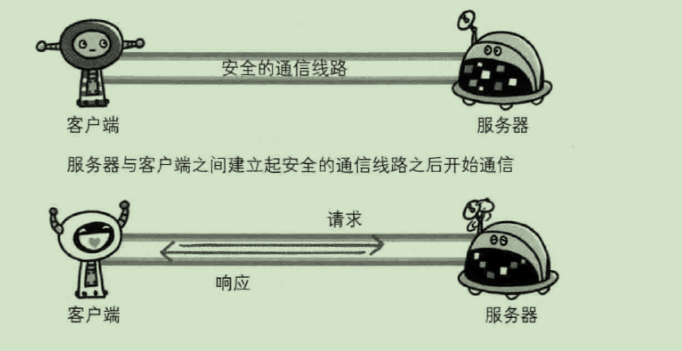 安全的通信线路
客户端
服务器
服务器与客户端之间建立起安全的通信线路之后开始通信
请求
响应
客户端
服务器